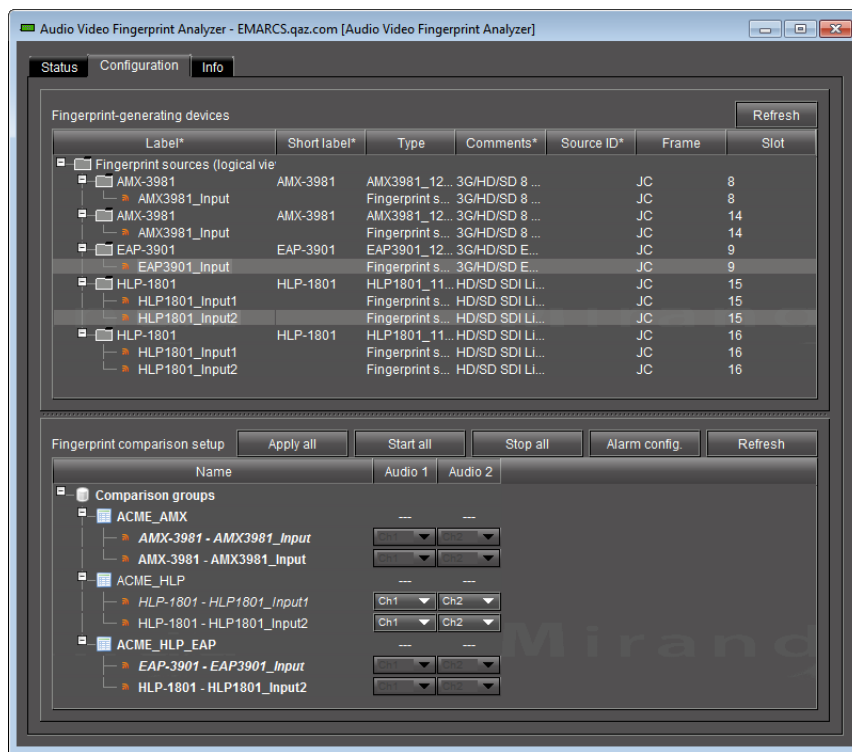 Audio Video Fingerprint Analyzer - EMARCS.qaz.com [Audio Video Fingerprint Analyzer]
Status Configuration Info
Fingerprint-generating devices Refresh
Label* Short label* Type Comments* Source ID* Frame Slot
Fingerprint sources (logical vie
AMX-3981 AMX-3981 AMX3981_12... 3G/HD/SD 8 ... JC 8
AMX3981_Input Fingerprint s... 3G/HD/SD 8 ... JC 8
AMX-3981 AMX-3981 AMX3981_12... 3G/HD/SD 8 ... JC 14
AMX3981_Input Fingerprint s... 3G/HD/SD 8 ... JC 14
EAP-3901 EAP-3901 EAP3901_12... 3G/HD/SD E... JC 9
EAP3901_Input Fingerprint s... 3G/HD/SD E... JC 9
HLP-1801 HLP-1801 HLP1801_11... HD/SD SDI Li... JC 15
HLP1801_Input1 Fingerprint s... HD/SD SDI Li... JC 15
HLP1801_Input2 Fingerprint s... HD/SD SDI Li... JC 15
HLP-1801 HLP-1801 HLP1801_11... HD/SD SDI Li... JC 16
HLP1801_Input1 Fingerprint s... HD/SD SDI Li... JC 16
HLP1801_Input2 Fingerprint s... HD/SD SDI Li... JC 16
Fingerprint comparison setup Apply all Start all Stop all Alarm config. Refresh
Name Audio 1 Audio 2
Comparison groups
ACME_AMX --- ---
AMX-3981 - AMX3981_Input Ch1 Ch2
AMX-3981 - AMX3981_Input Ch1 Ch2
ACME_HLP --- ---
HLP-1801 - HLP1801_Input1 Ch1 Ch2
HLP-1801 - HLP1801_Input2 Ch1 Ch2
ACME_HLP_EAP --- ---
Mirand
EAP-3901 - EAP3901_Input Ch1 Ch2
HLP-1801 - HLP1801_Input2 Ch1 Ch2